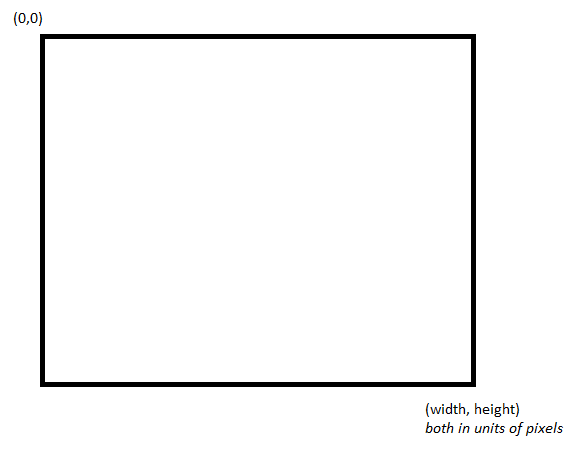 (0,0)
(width, height)
both in units of pixels